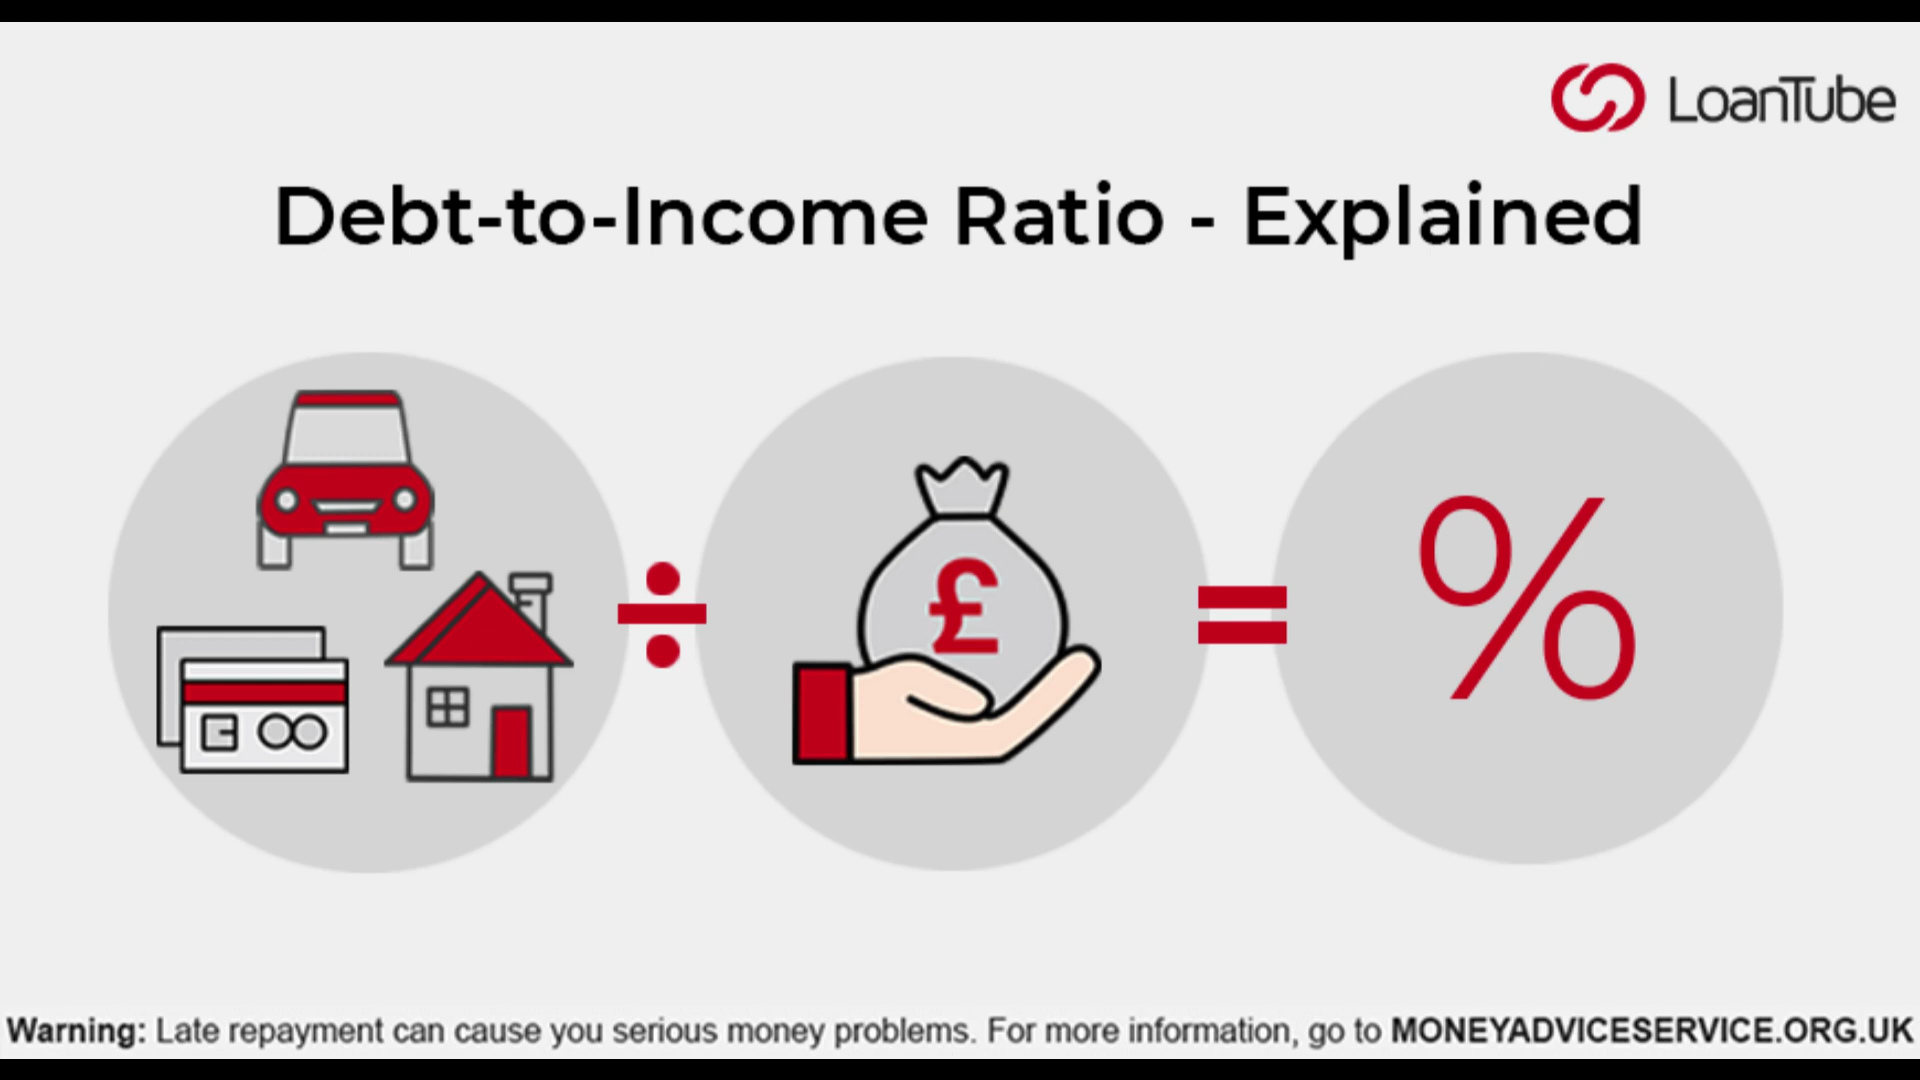 LoanTube
Debt-to-Income Ratio - Explained
÷
£
=
%
Warning: Late repayment can cause you serious money problems. For more information, go to MONEYADVICESERVICE.ORG.UK